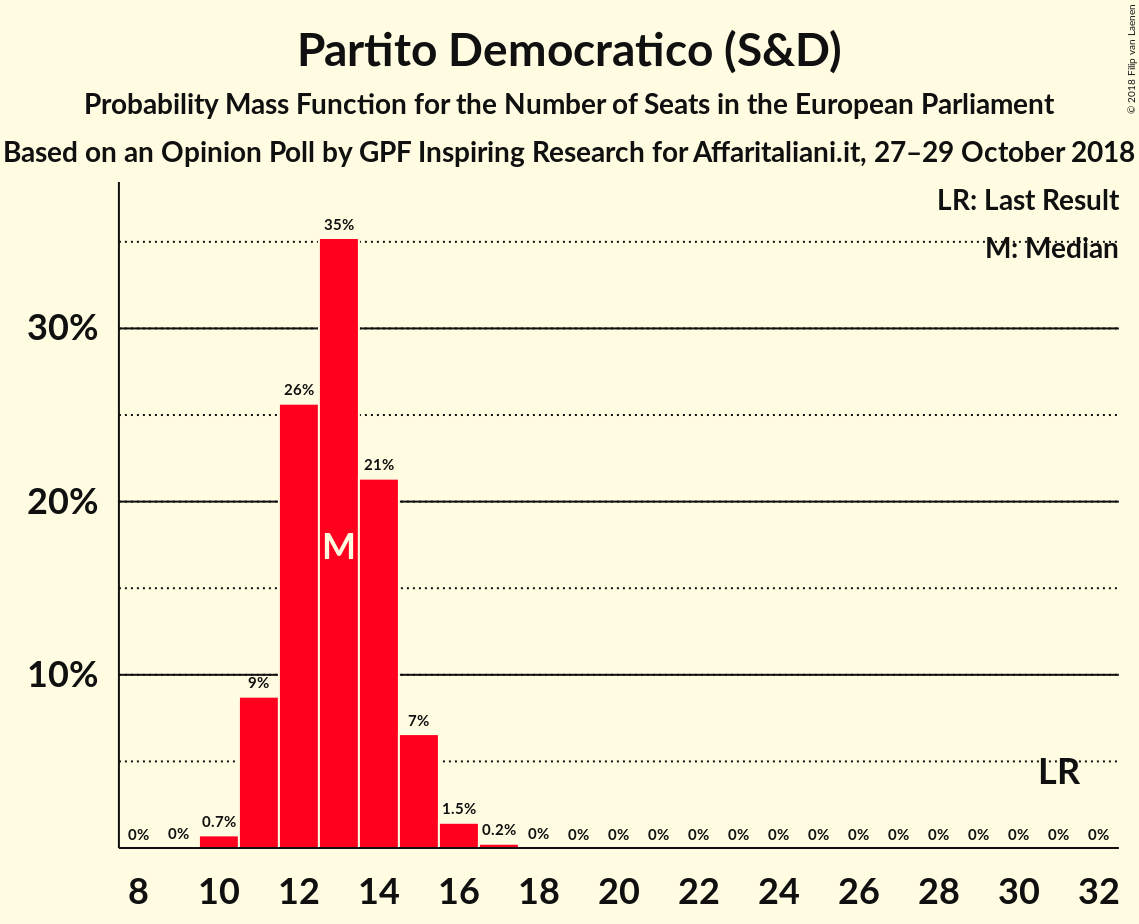 Partito Democratico (S&D)
Probability Mass Function for the Number of Seats in the European Parliament
Based on an Opinion Poll by GPF Inspiring Research for Affaritaliani.it, 27–29 October 2018
© 2018 Filip van Laenen
LR: Last Result
M: Median
30%
20%
10%
0% 0% 0.7% 9% 26% 35% 21% 7% 1.5% 0.2% 0% 0% 0% 0% 0% 0% 0% 0% 0% 0% 0% 0% 0% 0% 0%
M
LR
8 10 12 14 16 18 20 22 24 26 28 30 32